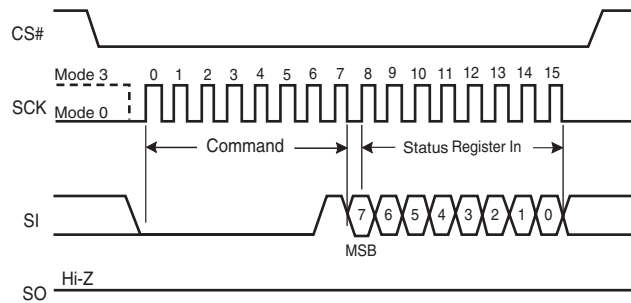 CS#
Mode 3
0 1 2 3 4 5 6 7 8 9 10 11 12 13 14 15
SCK
Mode 0
Command
Status Register In
SI
7 6 5 4 3 2 1 0
MSB
Hi-Z
SO